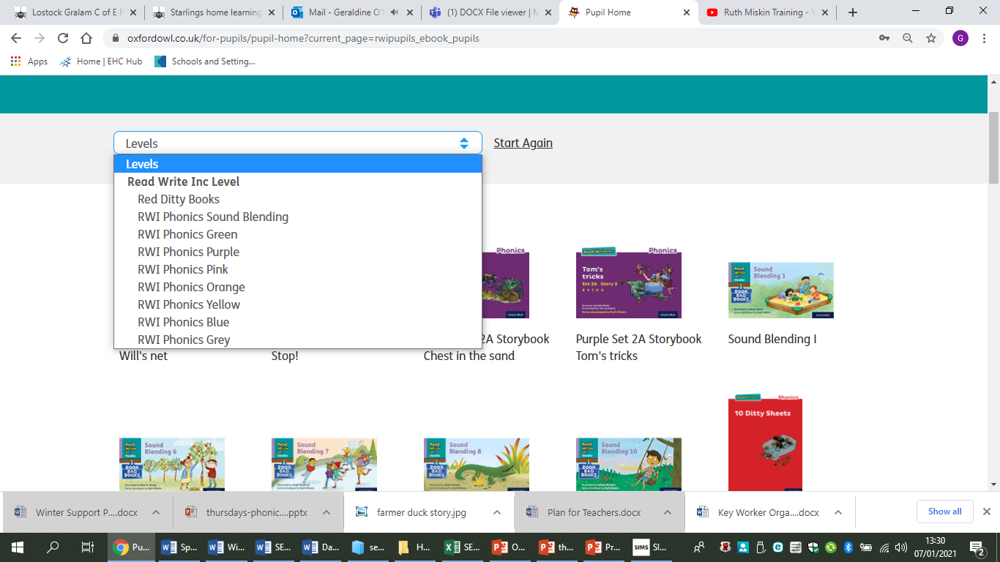 Lostock Gralam C of E P
Starlings home learning
Mail - Geraldine O'
(1) DOCX File viewer | M
Pupil Home
Ruth Miskin Training - Y
oxfordowl.co.uk/for-pupils/pupil-home?current_page=rwipupils_ebook_pupils
G
Apps
Home | EHC Hub
Schools and Setting...
Levels
Start Again
Levels
Read Write Inc Level
Red Ditty Books
RWI Phonics Sound Blending
RWI Phonics Green
RWI Phonics Purple
RWI Phonics Pink
RWI Phonics Orange
RWI Phonics Yellow
RWI Phonics Blue
RWI Phonics Grey
Phonics
OXFORD
Read Write Inc.
Phonics
Tom's
tricks
Set 2A Story 5
OXFORD
Read
Write
Inc.
Sound
Blending 1
BOOK
BAG
BOOKS
OXFORD
Will's net
Stop!
2A Storybook
Chest in the sand
Purple Set 2A Storybook
Tom's tricks
Sound Blending 1
Read
Write
Sound
Blending 6
BOOK
BAG
BOOKS
Read
Write
Sound
Blending 7
BOOK
BAG
BOOKS
Read
Write
Sound
Blending 8
BOOK
BAG
BOOKS
Read
Write
Sound
Blending 10
BOOK
BAG
BOOKS
Phonics
10 Ditty Sheets
Winter Support P....docx
thursdays-phonic....pptx
farmer duck story.jpg
Plan for Teachers.docx
Key Worker Orga....docx
Show all
Pu...
Sp...
Wi...
SE...
Da...
se...
H...
SE...
O...
th...
Pr...
SIMS
SI...
13:30
07/01/2021
2